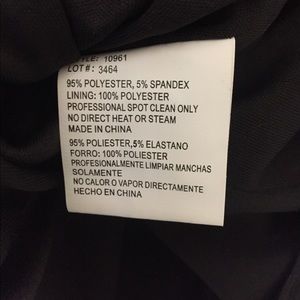 STYLE: 10961
LOT #: 3464
95% POLYESTER, 5% SPANDEX
LINING: 100% POLYESTER
PROFESSIONAL SPOT CLEAN ONLY
NO DIRECT HEAT OR STEAM
MADE IN CHINA
95% POLIESTER,5% ELASTANO
FORRO: 100% POLIESTER
PROFESIONALMENTE LIMPIAR MANCHAS
SOLAMENTE
NO CALOR O VAPOR DIRECTAMENTE
HECHO EN CHINA